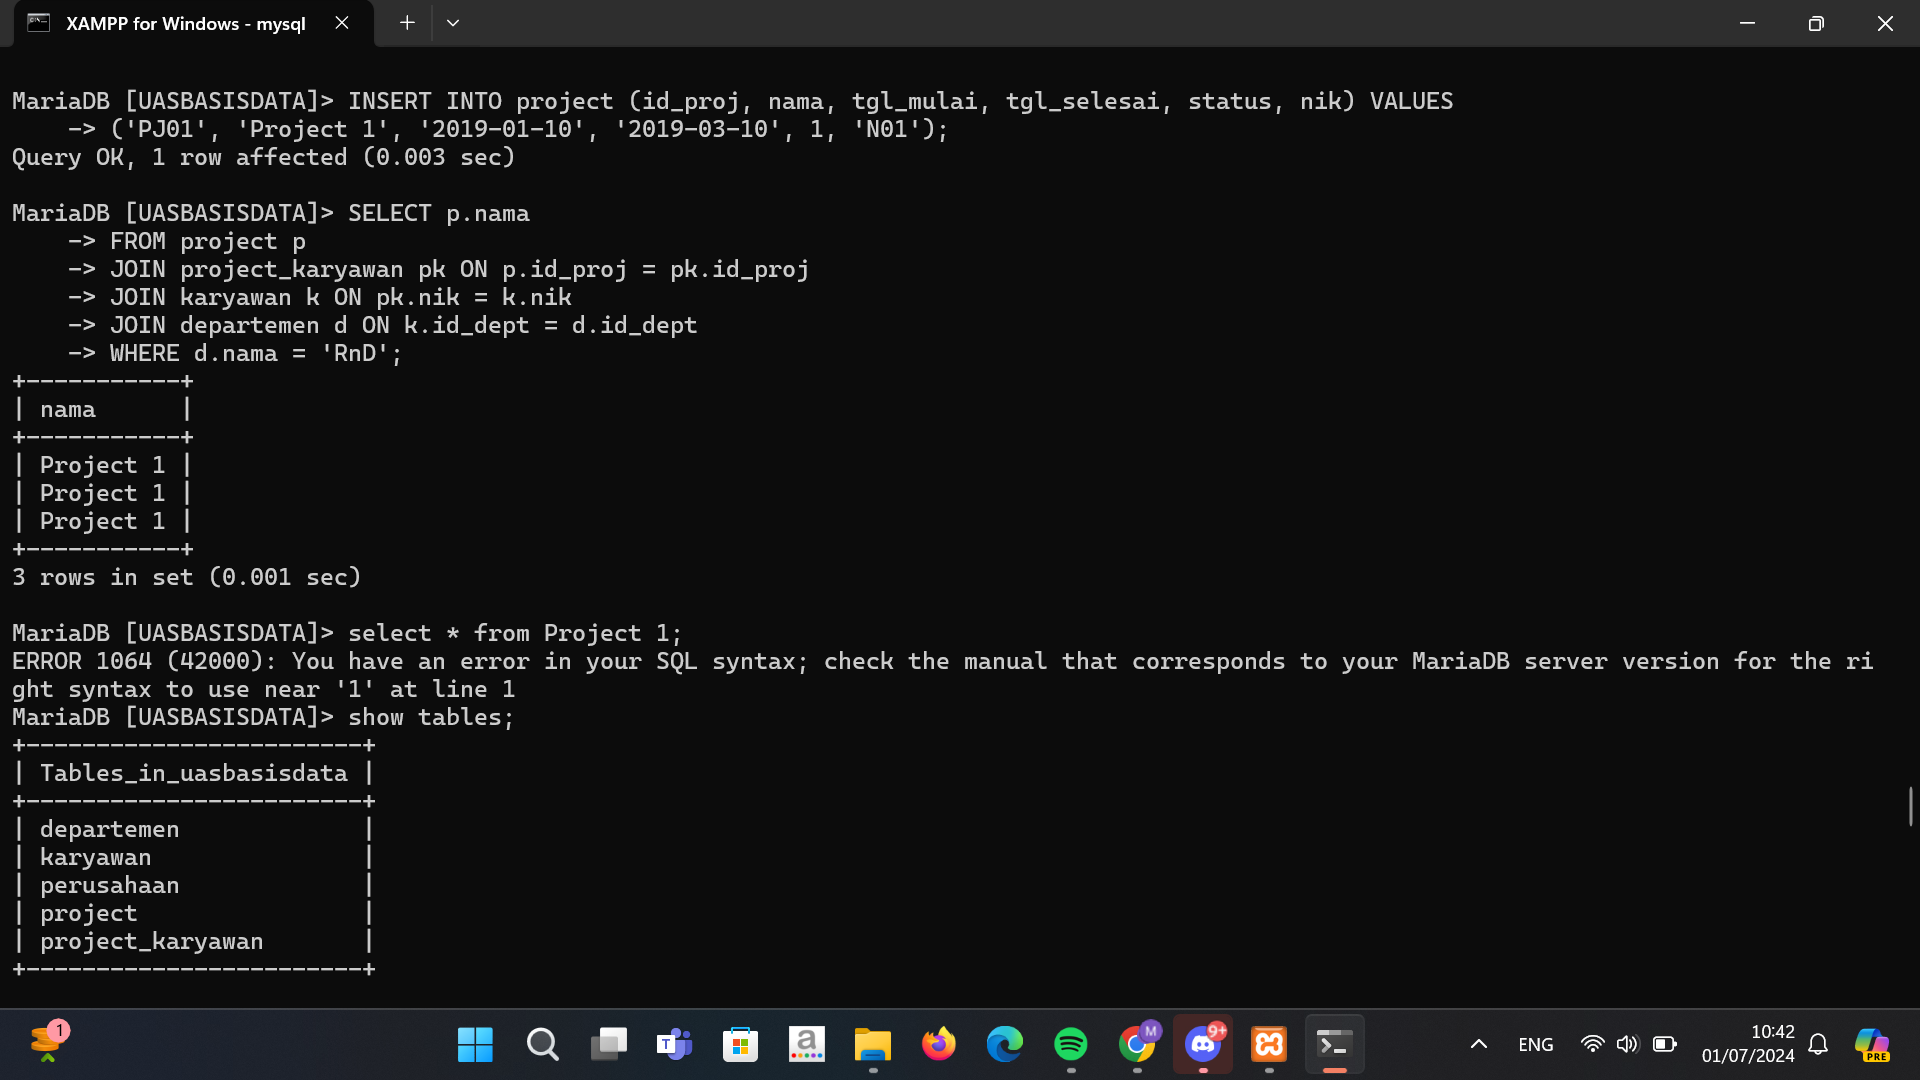 XAMPP for Windows - mysql
MariaDB [UASBASISDATA]> INSERT INTO project (id_proj, nama, tgl_mulai, tgl_selesai, status, nik) VALUES
    -> ('PJ01', 'Project 1', '2019-01-10', '2019-03-10', 1, 'N01');
Query OK, 1 row affected (0.003 sec)
MariaDB [UASBASISDATA]> SELECT p.nama
    -> FROM project p
    -> JOIN project_karyawan pk ON p.id_proj = pk.id_proj
    -> JOIN karyawan k ON pk.nik = k.nik
    -> JOIN departemen d ON k.id_dept = d.id_dept
    -> WHERE d.nama = 'RnD';
+-----------+
| nama      |
+-----------+
| Project 1 |
| Project 1 |
| Project 1 |
+-----------+
3 rows in set (0.001 sec)
MariaDB [UASBASISDATA]> select * from Project 1;
ERROR 1064 (42000): You have an error in your SQL syntax; check the manual that corresponds to your MariaDB server version for the ri
ght syntax to use near '1' at line 1
MariaDB [UASBASISDATA]> show tables;
+------------------------+
| Tables_in_uasbasisdata |
+------------------------+
| departemen             |
| karyawan               |
| perusahaan             |
| project                |
| project_karyawan       |
+------------------------+
1
T
a
M
9+
ENG
10:42
01/07/2024
PRE